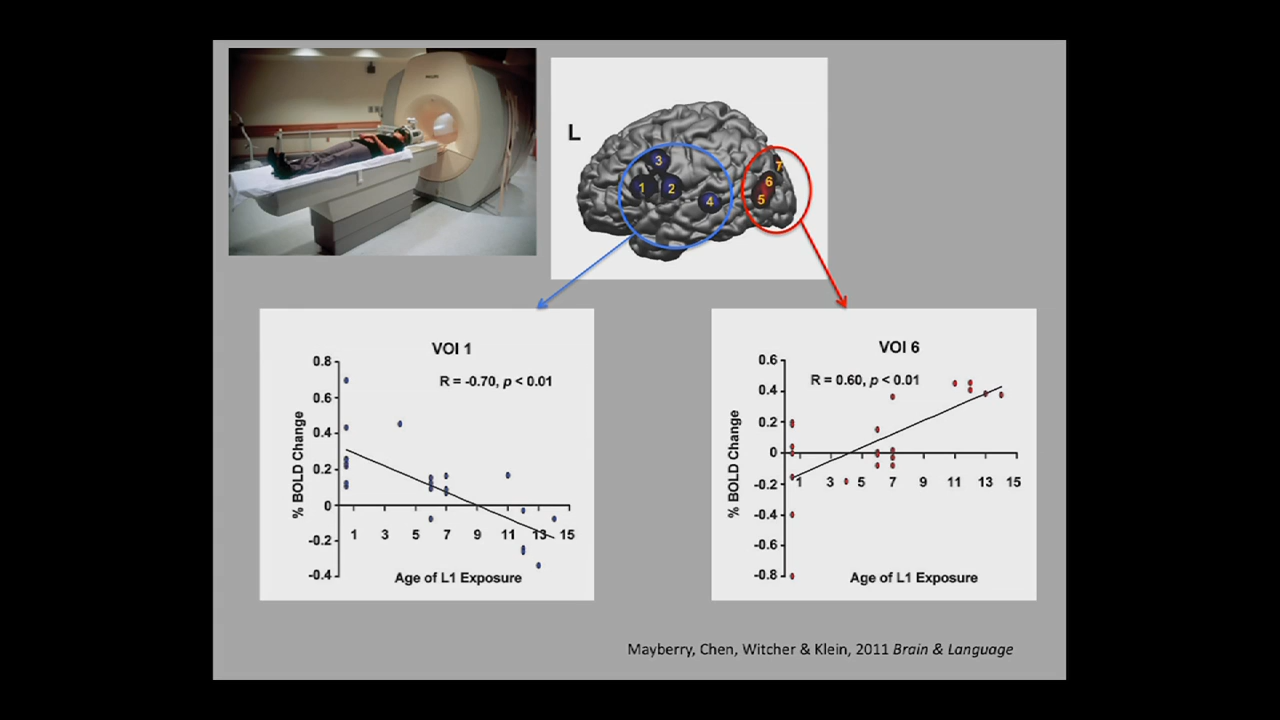 L
1
2
3
4
5
6
7
VOI 1
R = -0.70, p < 0.01
% BOLD Change
0.8
0.6
0.4
0.2
0
-0.2
-0.4
1 3 5 7 9 11 13 15
Age of L1 Exposure
VOI 6
R = 0.60, p < 0.01
% BOLD Change
0.6
0.4
0.2
0
-0.2
-0.4
-0.6
-0.8
1 3 5 7 9 11 13 15
Age of L1 Exposure
Mayberry, Chen, Witcher & Klein, 2011 Brain & Language